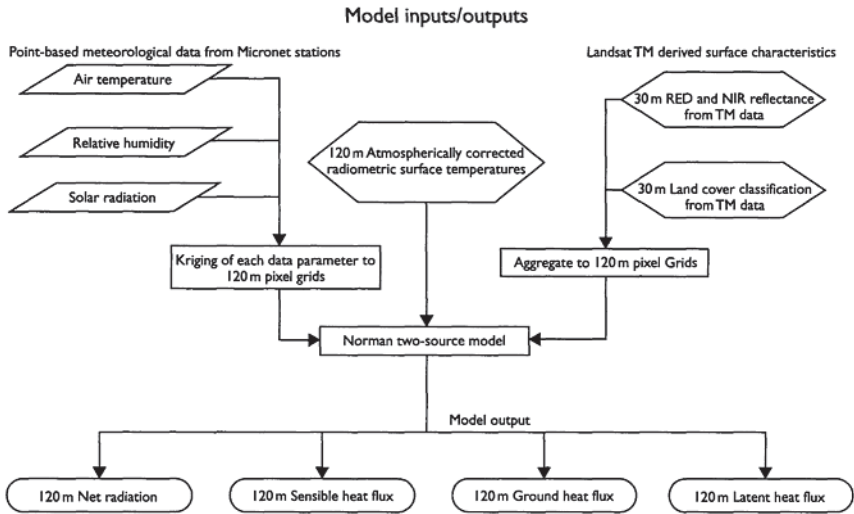 Model inputs/outputs
Point-based meteorological data from Micronet stations
Air temperature
Relative humidity
Solar radiation
Kriging of each data parameter to
120 m pixel grids
120 m Atmospherically corrected
radiometric surface temperatures
Landsat TM derived surface characteristics
30 m RED and NIR reflectance
from TM data
30 m Land cover classification
from TM data
Aggregate to 120 m pixel Grids
Norman two-source model
Model output
120 m Net radiation
120 m Sensible heat flux
120 m Ground heat flux
120 m Latent heat flux